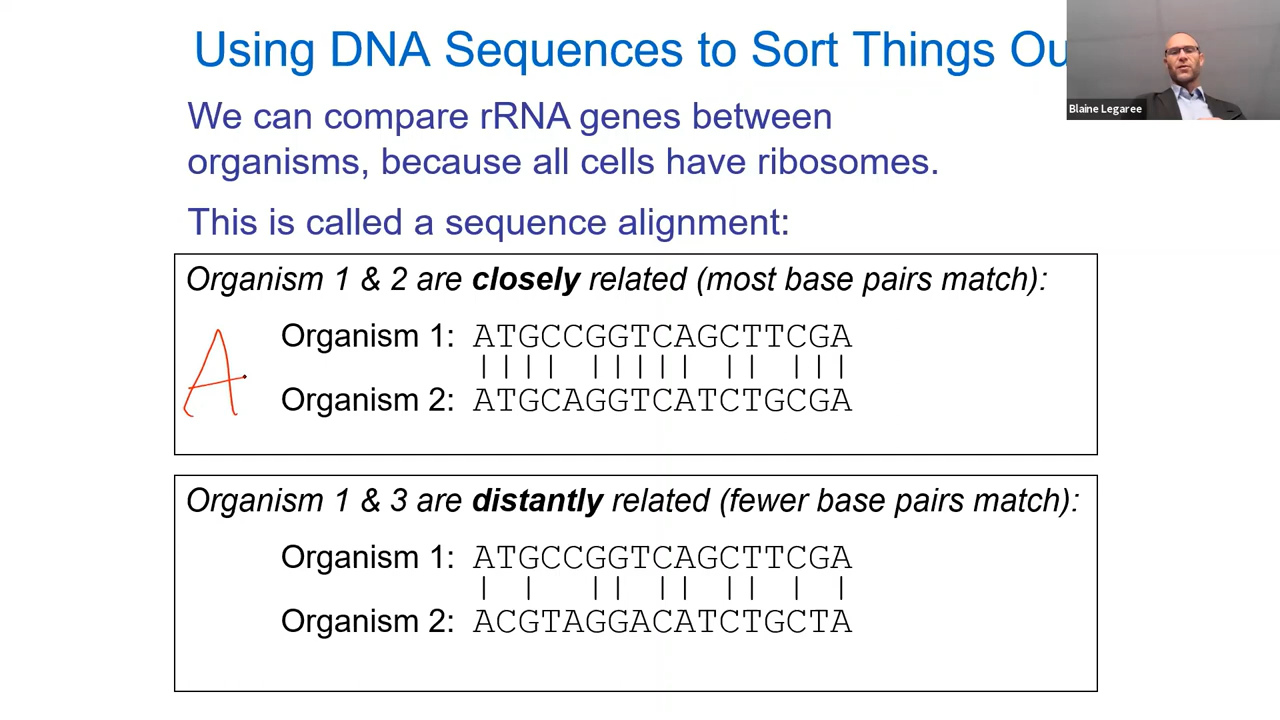 Using DNA Sequences to Sort Things Ou
Blaine Legaree
We can compare rRNA genes between
organisms, because all cells have ribosomes.
This is called a sequence alignment:
Organism 1 & 2 are closely related (most base pairs match):
Organism 1: ATGCCGGTCAGCTTCGA
| | | | | | | | | | | | | |
A
Organism 2: ATGCAGGTCATCTGCGA
Organism 1 & 3 are distantly related (fewer base pairs match):
Organism 1: ATGCCGGTCAGCTTCGA
| | | | | | | | | |
Organism 2: ACGTAGGACATCTGCTA